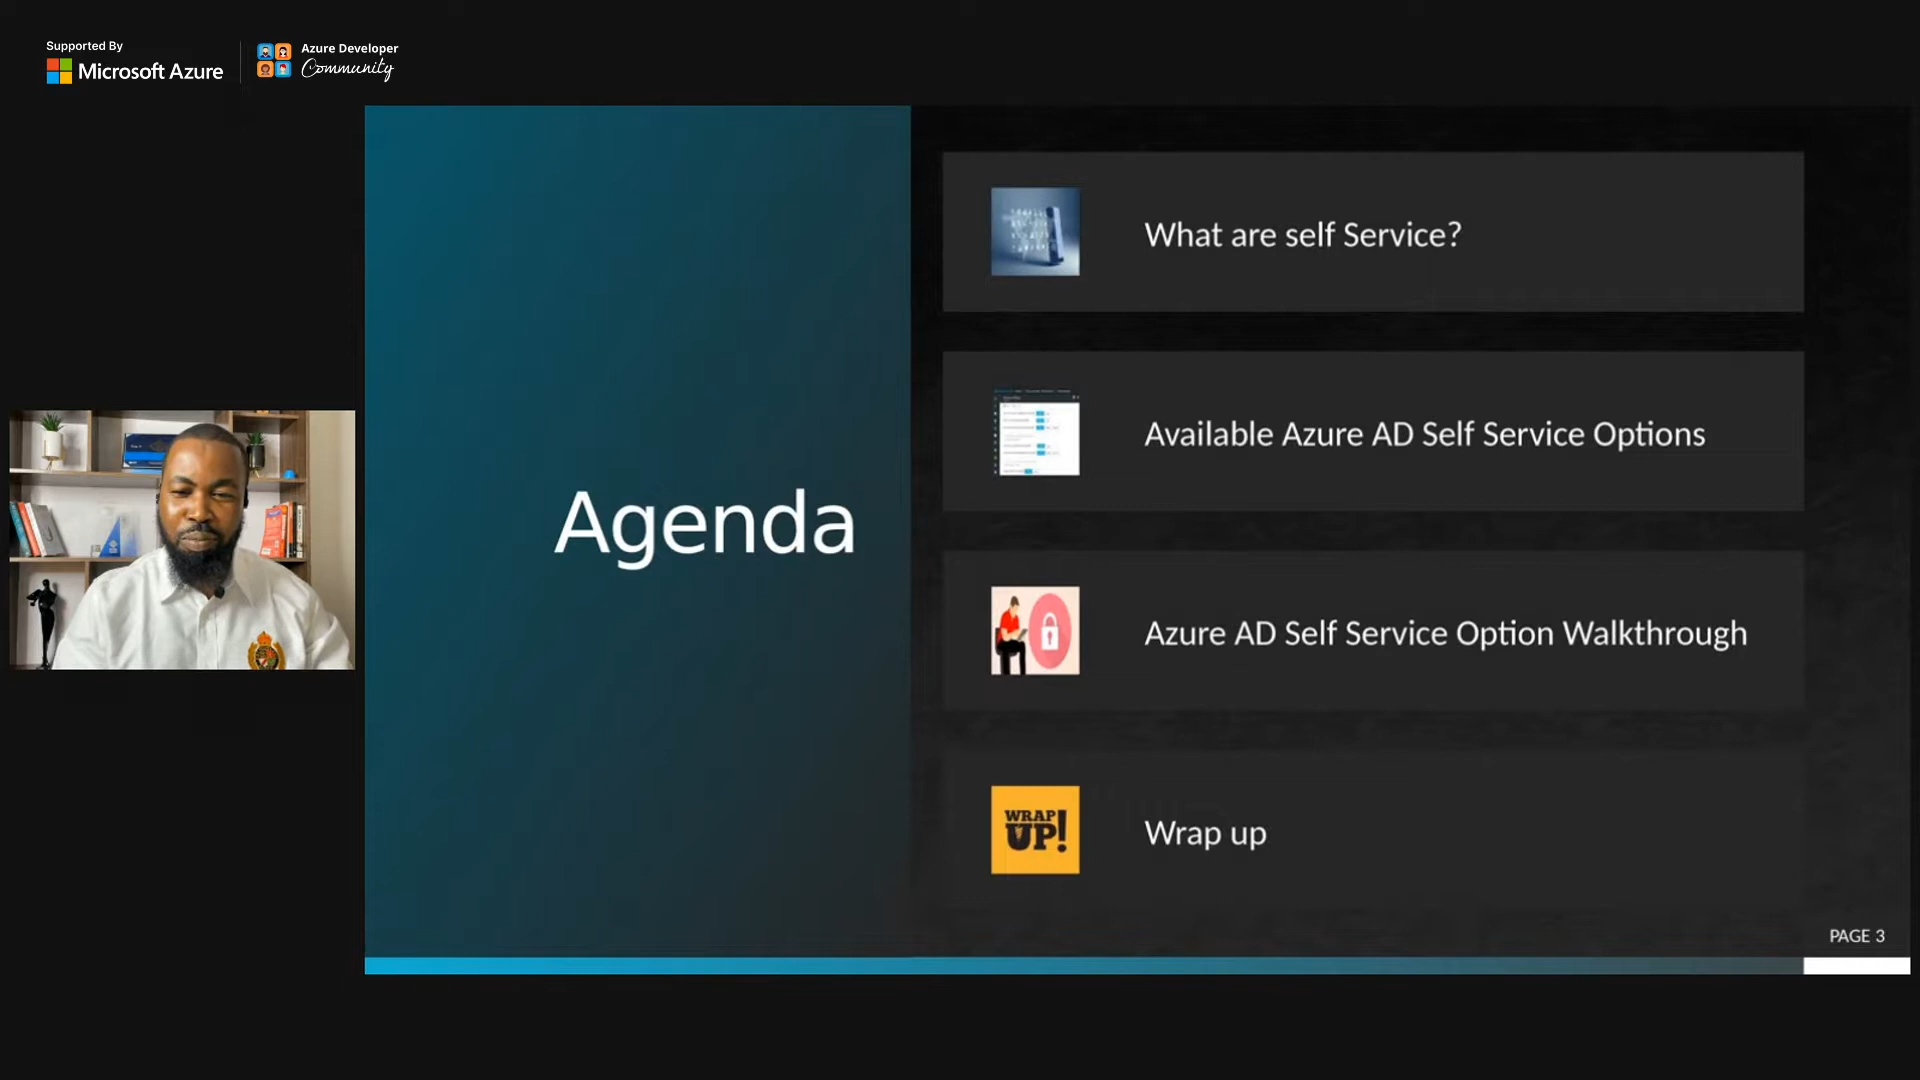 Supported By
Microsoft Azure
Azure Developer
Community
Agenda
What are self Service?
Available Azure AD Self Service Options
Azure AD Self Service Option Walkthrough
WRAP
UP!
Wrap up
PAGE 3